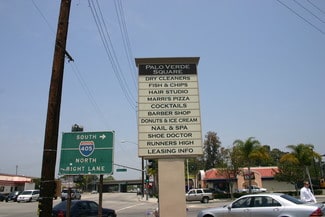 PALO VERDE
SQUARE
DRY CLEANERS
FISH & CHIPS
HAIR STUDIO
MARRI'S PIZZA
COCKTAILS
BARBER SHOP
DONUTS & ICE CREAM
NAIL & SPA
SHOE DOCTOR
RUNNERS HIGH
LEASING INFO
SOUTH
405
NORTH
RIGHT LANE